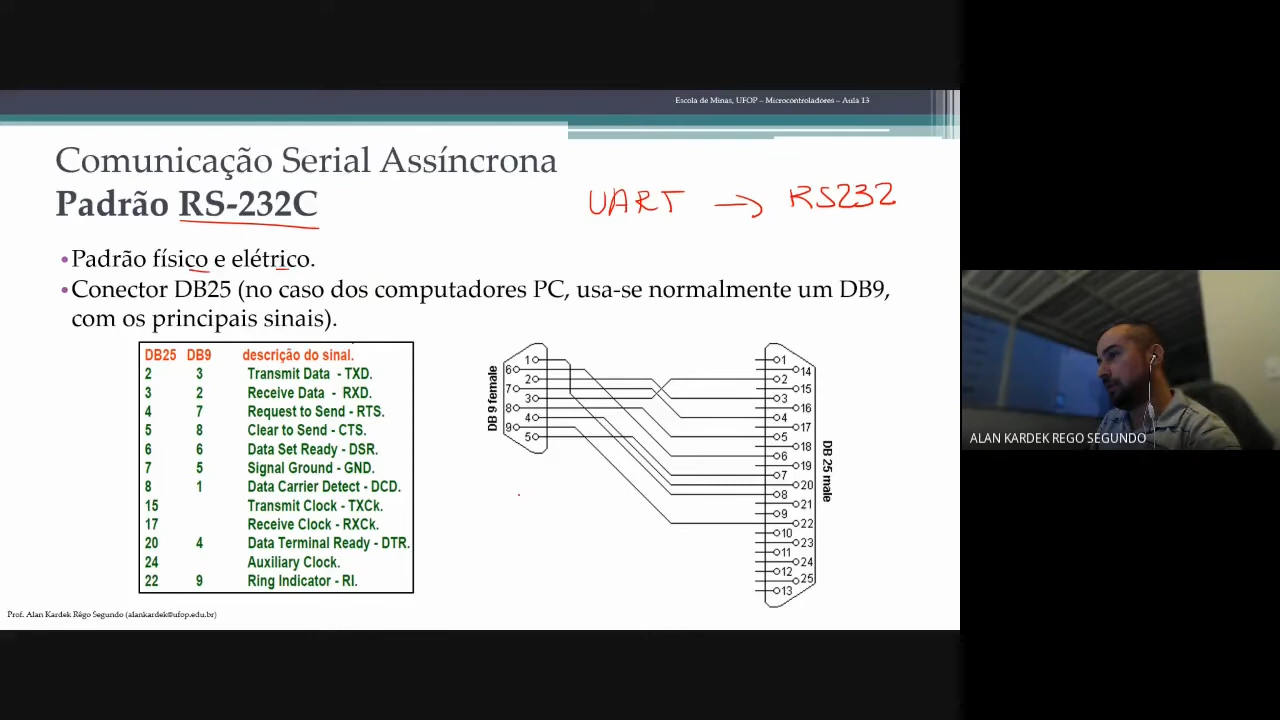 Escola de Minas, UFOP – Microcontroladores – Aula 13
Comunicação Serial Assíncrona
Padrão RS-232C
UART → RS232
•Padrão físico e elétrico.
•Conector DB25 (no caso dos computadores PC, usa-se normalmente um DB9,
com os principais sinais).
DB25 DB9 descrição do sinal.
2 3 Transmit Data - TXD.
3 2 Receive Data - RXD.
4 7 Request to Send - RTS.
5 8 Clear to Send - CTS.
6 6 Data Set Ready - DSR.
7 5 Signal Ground - GND.
8 1 Data Carrier Detect - DCD.
15 Transmit Clock - TXCk.
17 Receive Clock - RXCk.
20 4 Data Terminal Ready - DTR.
24 Auxiliary Clock.
22 9 Ring Indicator - RI.
DB 9 female
1
6
2
7
3
8
4
9
5
1
14
2
15
3
16
4
17
5
18
6
19
7
20
8
21
9
22
10
23
11
24
12
25
13
DB 25 male
Prof. Alan Kardek Rêgo Segundo (alankardek@ufop.edu.br)
ALAN KARDEK REGO SEGUNDO